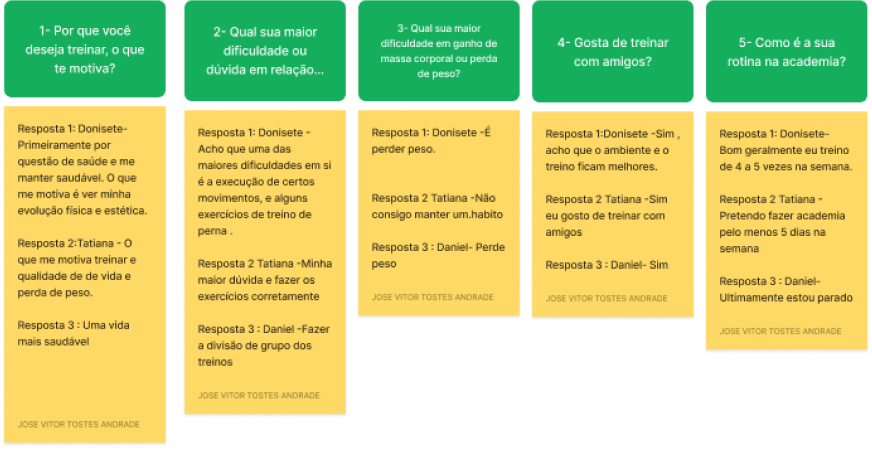 1- Por que você
deseja treinar, o que
te motiva?
Resposta 1: Donisete-
Primeiramente por
questão de saúde e me
manter saudável. O que
me motiva é ver minha
evolução física e estética.
Resposta 2:Tatiana - O
que me motiva treinar e
qualidade de de vida e
perda de peso.
Resposta 3 : Uma vida
mais saudável
JOSE VITOR TOSTES ANDRADE
2- Qual sua maior
dificuldade ou
dúvida em relação...
Resposta 1: Donisete -
Acho que uma das
maiores dificuldades em si
é a execução de certos
movimentos, e alguns
exercícios de treino de
perna .
Resposta 2 Tatiana -Minha
maior dúvida e fazer os
exercícios corretamente
Resposta 3 : Daniel -Fazer
a divisão de grupo dos
treinos
JOSE VITOR TOSTES ANDRADE
3- Qual sua maior
dificuldade em ganho de
massa corporal ou perda
de peso?
Resposta 1: Donisete -É
perder peso.
Resposta 2 Tatiana -Não
consigo manter um.habito
Resposta 3 : Daniel- Perde
peso
JOSE VITOR TOSTES ANDRADE
4- Gosta de treinar
com amigos?
Resposta 1:Donisete -Sim ,
acho que o ambiente e o
treino ficam melhores.
Resposta 2 Tatiana -Sim
eu gosto de treinar com
amigos
Resposta 3 : Daniel- Sim
JOSE VITOR TOSTES ANDRADE
5- Como é a sua
rotina na academia?
Resposta 1: Donisete-
Bom geralmente eu treino
de 4 a 5 vezes na semana.
Resposta 2 Tatiana -
Pretendo fazer academia
pelo menos 5 dias na
semana
Resposta 3 : Daniel-
Ultimamente estou parado
JOSE VITOR TOSTES ANDRADE